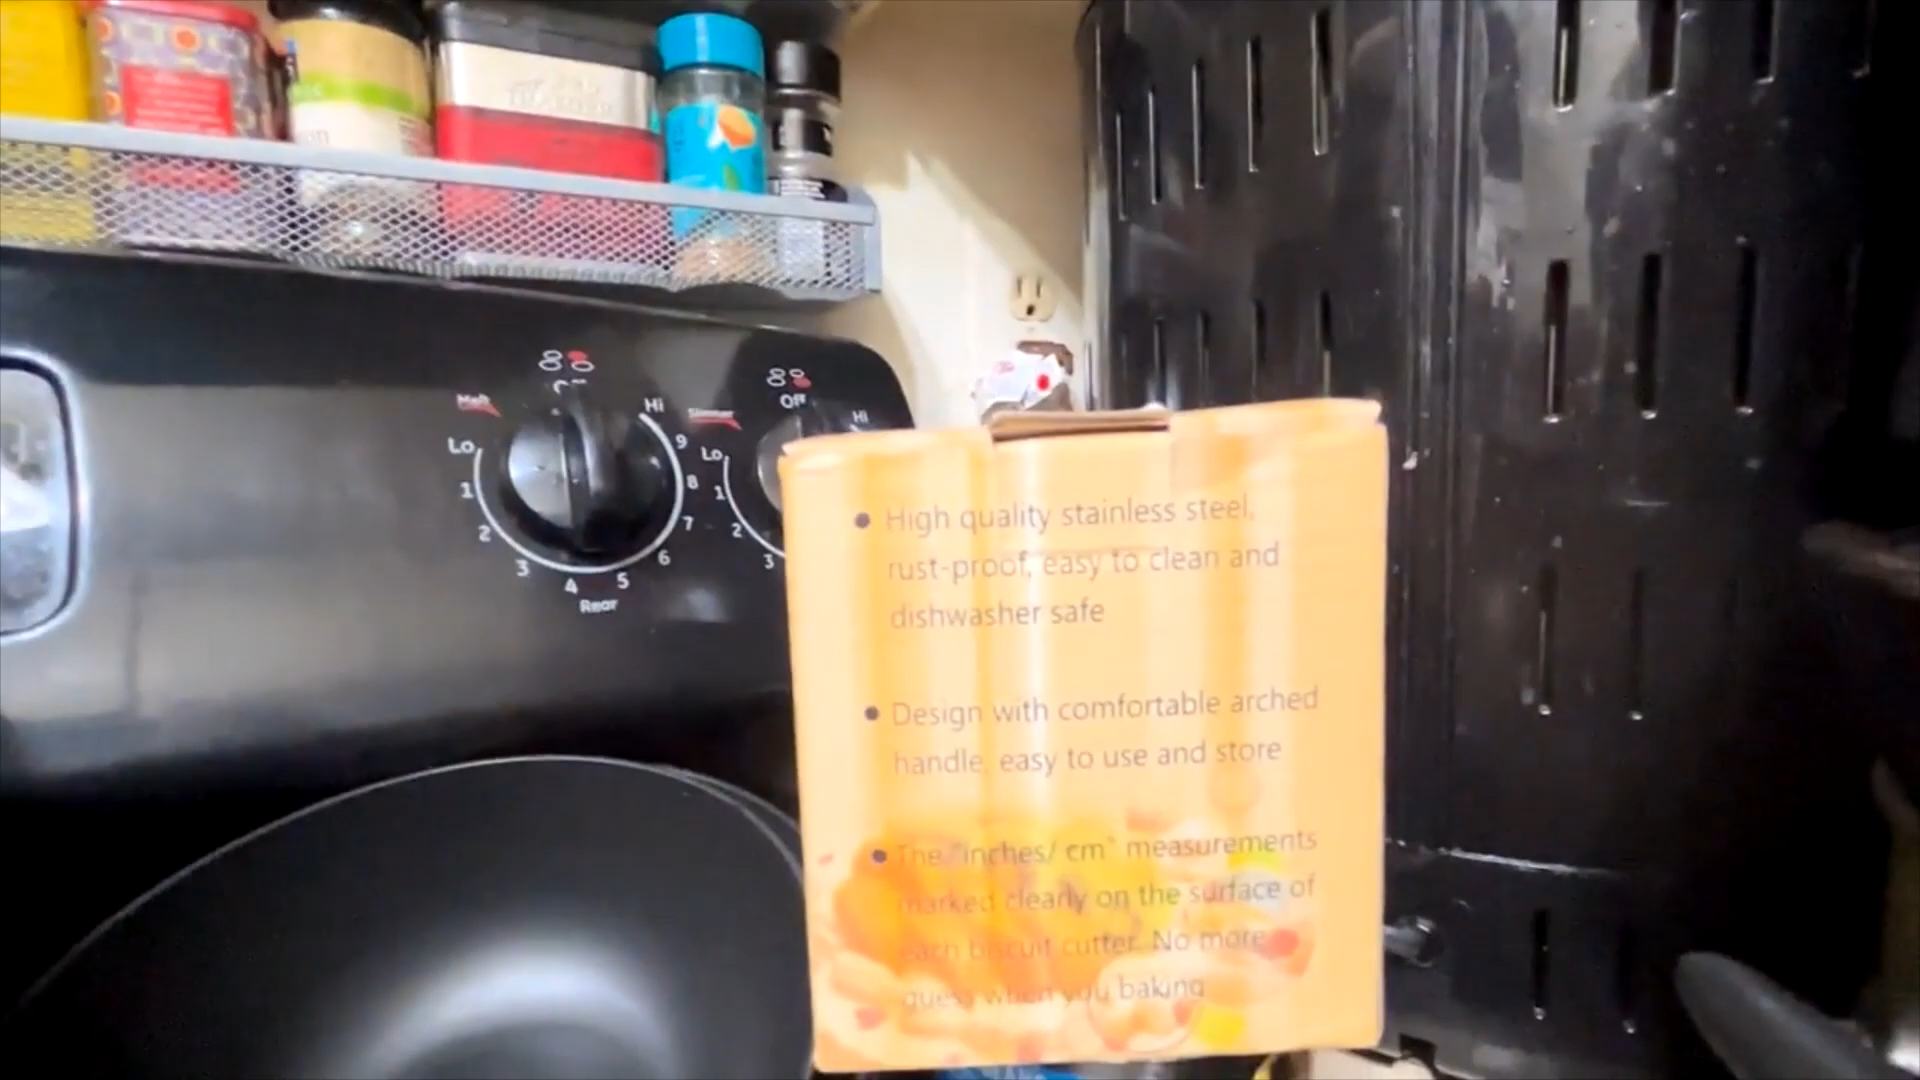 Melt
Hi
Lo
9
1
8
2
7
3
6
4
5
Rear
Simmer
Off
Hi
Lo
1
2
3
High quality stainless steel,
rust-proof, easy to clean and
dishwasher safe
Design with comfortable arched
handle, easy to use and store
The "inches/ cm" measurements
marked clearly on the surface of
each biscuit cutter. No more
guess when you baking